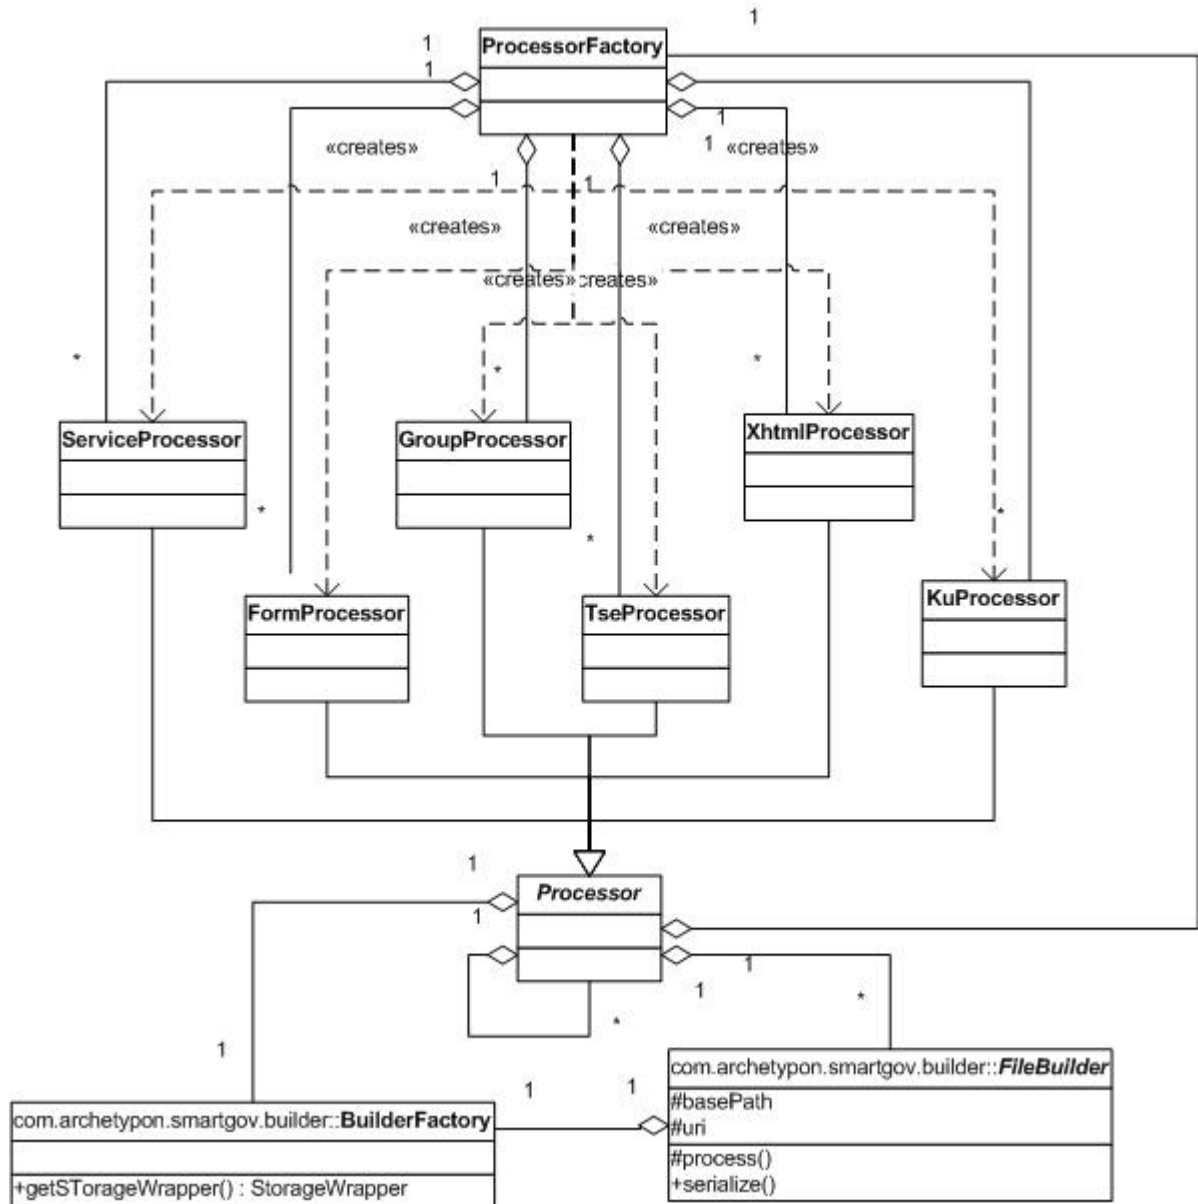 1
ProcessorFactory
1
1
1
1
«creates»
«creates»
1
1
«creates»
«creates»
«creates»
creates»
*
*
*
ServiceProcessor
GroupProcessor
XhtmlProcessor
*
*
*
FormProcessor
TseProcessor
KuProcessor
1
Processor
1
1
1
*
*
1
com.archetypon.smartgov.builder::FileBuilder
1
1
#basePath
#uri
com.archetypon.smartgov.builder::BuilderFactory
#process()
+serialize()
+getSTorageWrapper() : StorageWrapper